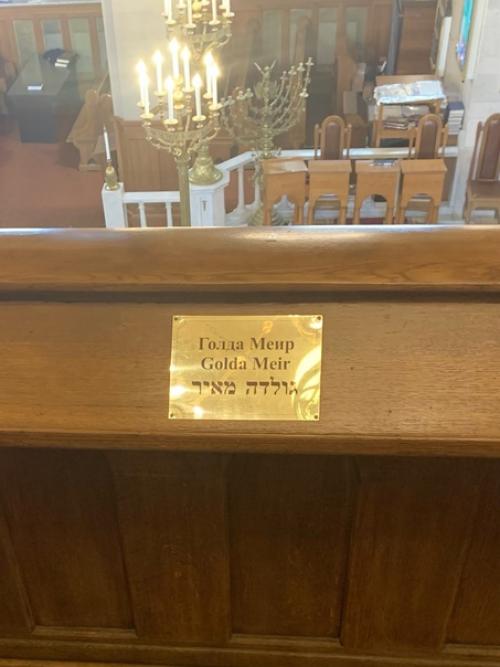 Голда Меир
Golda Meir
גולדה מאיר